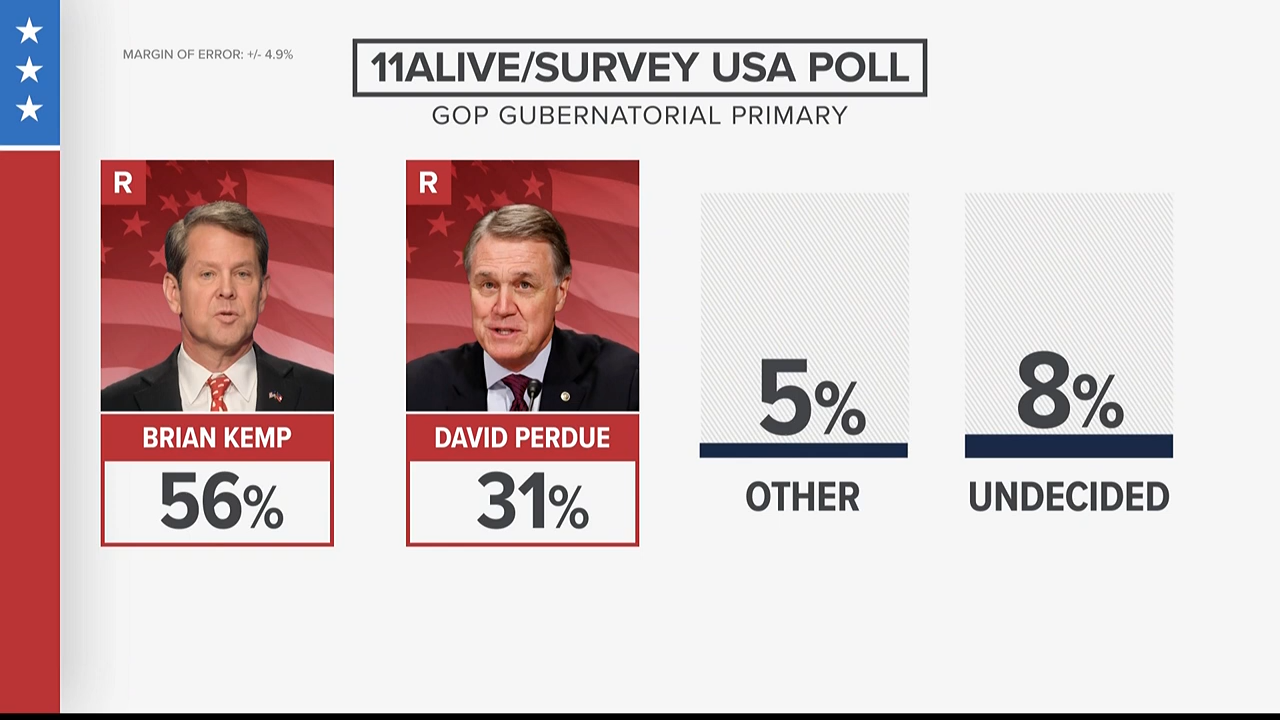 MARGIN OF ERROR: +/- 4.9%
11ALIVE/SURVEY USA POLL
GOP GUBERNATORIAL PRIMARY
R
R
BRIAN KEMP
56%
DAVID PERDUE
31%
5%
OTHER
8%
UNDECIDED